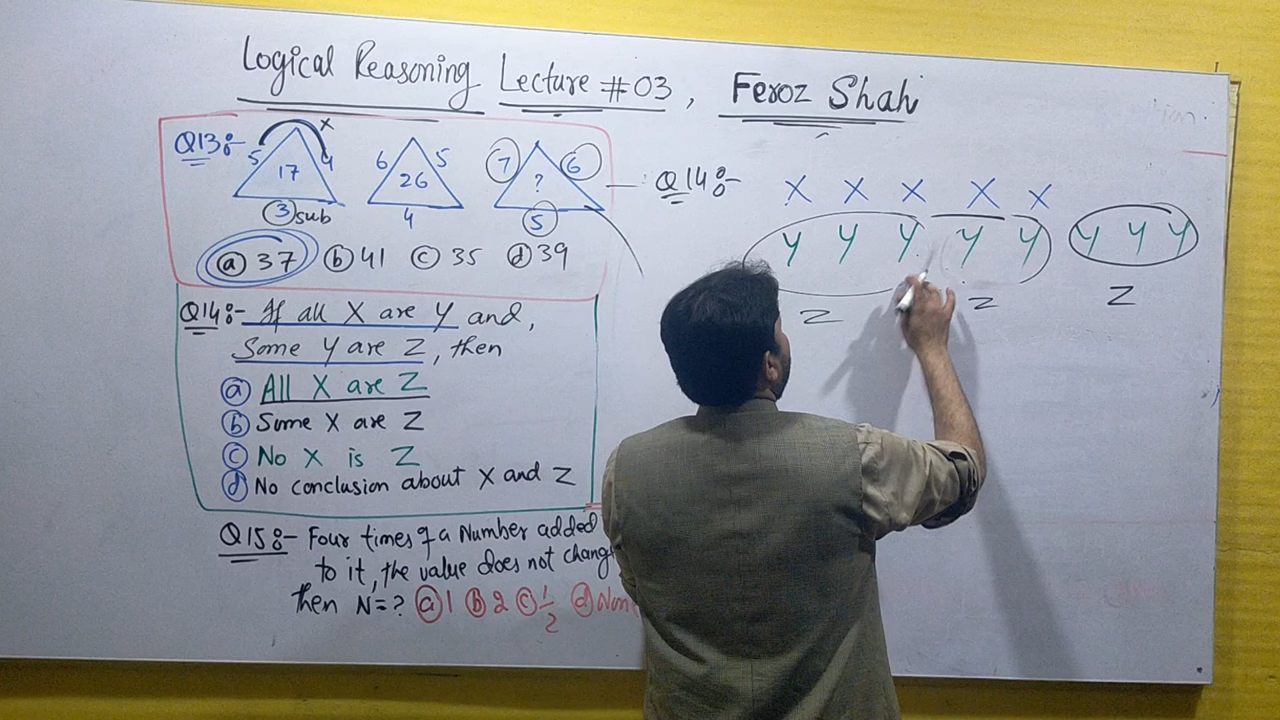 Logical Reasoning Lecture #03, Feroz Shah
Q13:-
x
5 4
17
3 sub
6 5
26
4
7 6
?
5
(a) 37 (b) 41 (c) 35 (d) 39
Q14:- If all X are Y and,
Some Y are Z, then
(a) All X are Z
(b) Some X are Z
(c) No X is Z
(d) No conclusion about X and Z
Q15:- Four times of a Number added
to it, the value does not chang
then N=? (a) 1 (b) 2 (c) 1/2 (d)
Q14:- X X X X X
Y Y Y Y Y Y Y Y
Z Z Z